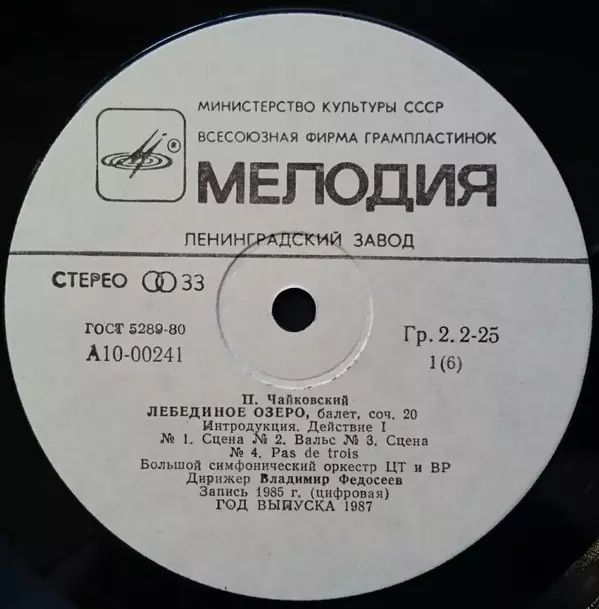 МИНИСТЕРСТВО КУЛЬТУРЫ СССР
ВСЕСОЮЗНАЯ ФИРМА ГРАМПЛАСТИНОК
®
МЕЛОДИЯ
ЛЕНИНГРАДСКИЙ ЗАВОД
СТЕРЕО 33
ГОСТ 5289-80
Гр. 2. 2-25
А10-00241
1(6)
П. Чайковский
ЛЕБЕДИНОЕ ОЗЕРО, балет, соч. 20
Интродукция. Действие I
№ 1. Сцена № 2. Вальс № 3. Сцена
№ 4. Pas de trois
Большой симфонический оркестр ЦТ и ВР
Дирижер Владимир Федосеев
Запись 1985 г. (цифровая)
ГОД ВЫПУСКА 1987